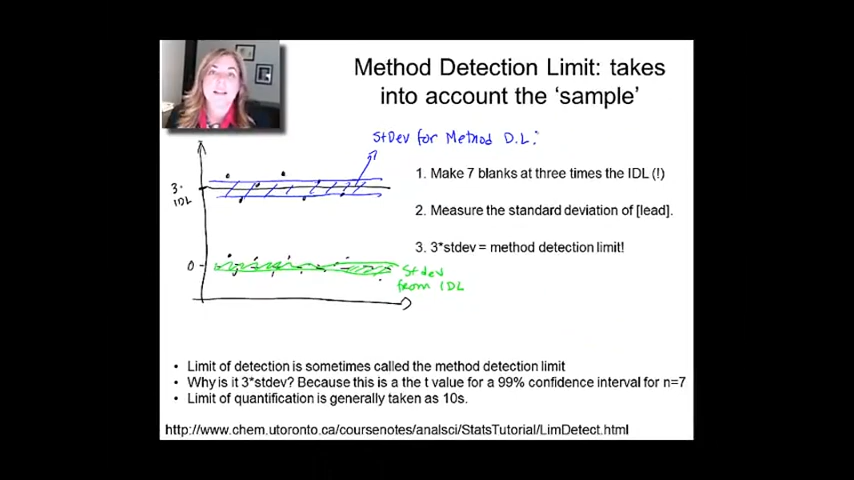 Method Detection Limit: takes
into account the 'sample'
StDev for Method D.L:
3·
IDL
1. Make 7 blanks at three times the IDL (!)
2. Measure the standard deviation of [lead].
3. 3*stdev = method detection limit!
0
Stdev
from IDL
• Limit of detection is sometimes called the method detection limit
• Why is it 3*stdev? Because this is a the t value for a 99% confidence interval for n=7
• Limit of quantification is generally taken as 10s.
http://www.chem.utoronto.ca/coursenotes/analsci/StatsTutorial/LimDetect.html